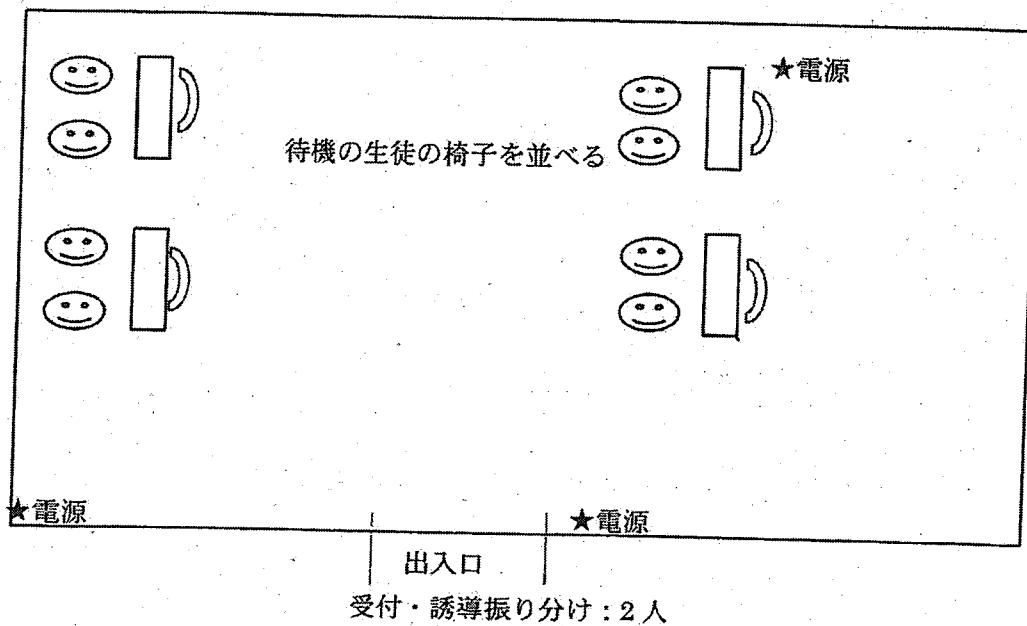 ★電源
待機の生徒の椅子を並べる
★電源
★電源
出入口
受付・誘導振り分け：2人